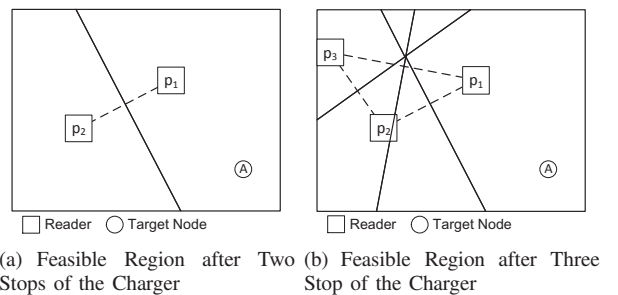 p1
p2
A
Reader Target Node
p3
p1
p2
A
Reader Target Node
(a) Feasible Region after Two
Stops of the Charger
(b) Feasible Region after Three
Stop of the Charger